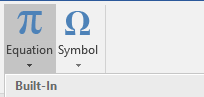 π Ω
Equation Symbol
Built-In